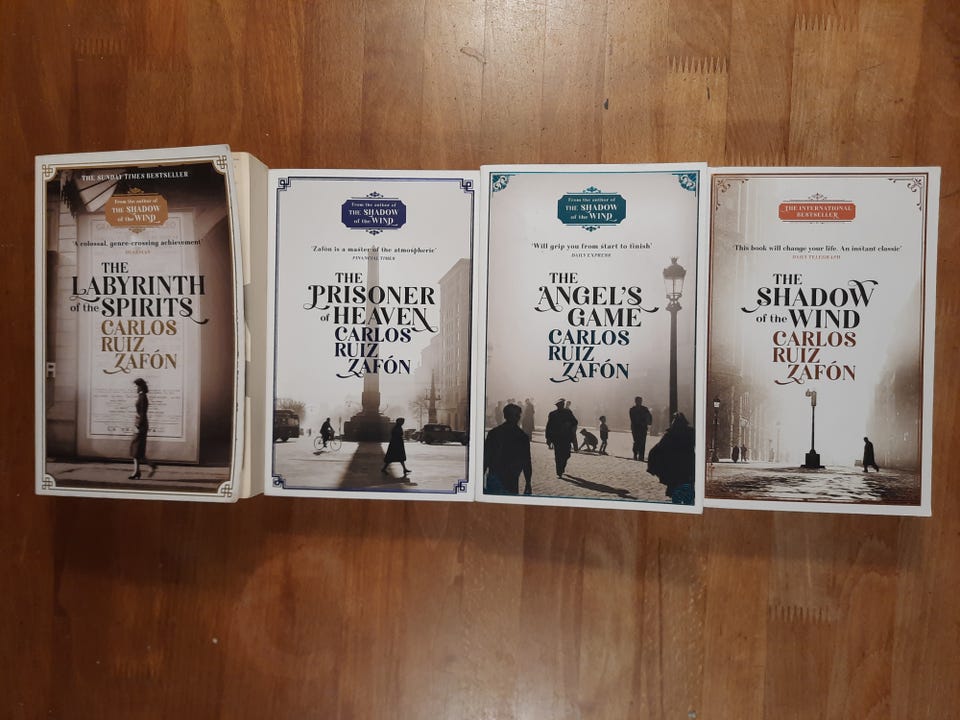 THE SUNDAY TIMES BESTSELLER
From the author of
THE SHADOW
of the WIND
'A colossal, genre-crossing achievement'
GUARDIAN
THE
LABYRINTH
of the SPIRITS
CARLOS
RUIZ
ZAFÓN
From the author of
THE SHADOW
of the WIND
'Zafón is a master of the atmospheric'
FINANCIAL TIMES
THE
PRISONER
of HEAVEN
CARLOS
RUIZ
ZAFÓN
From the author of
THE SHADOW
of the WIND
'Will grip you from start to finish'
DAILY EXPRESS
THE
ANGEL'S
GAME
CARLOS
RUIZ
ZAFÓN
THE INTERNATIONAL
BESTSELLER
'This book will change your life. An instant classic'
DAILY TELEGRAPH
THE
SHADOW
of the WIND
CARLOS
RUIZ
ZAFÓN